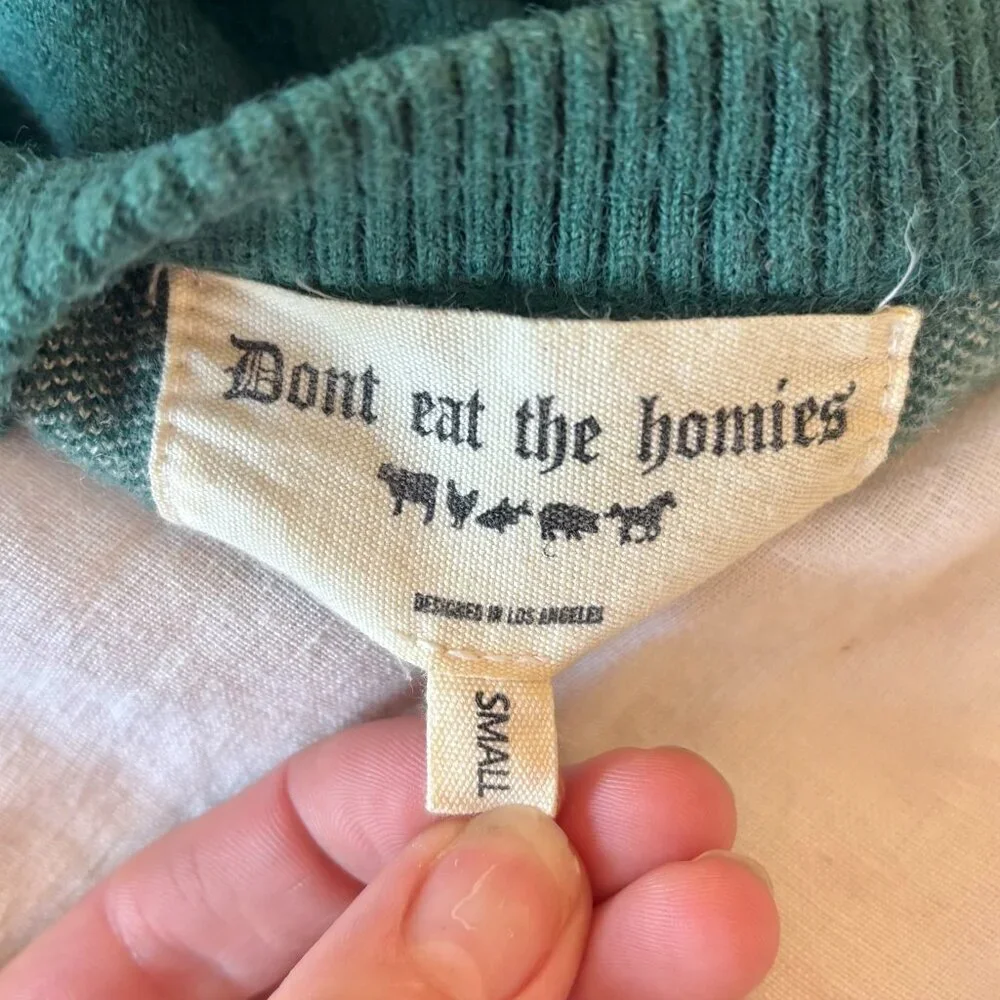 Dont eat the homies
DESIGNED IN LOS ANGELES
SMALL